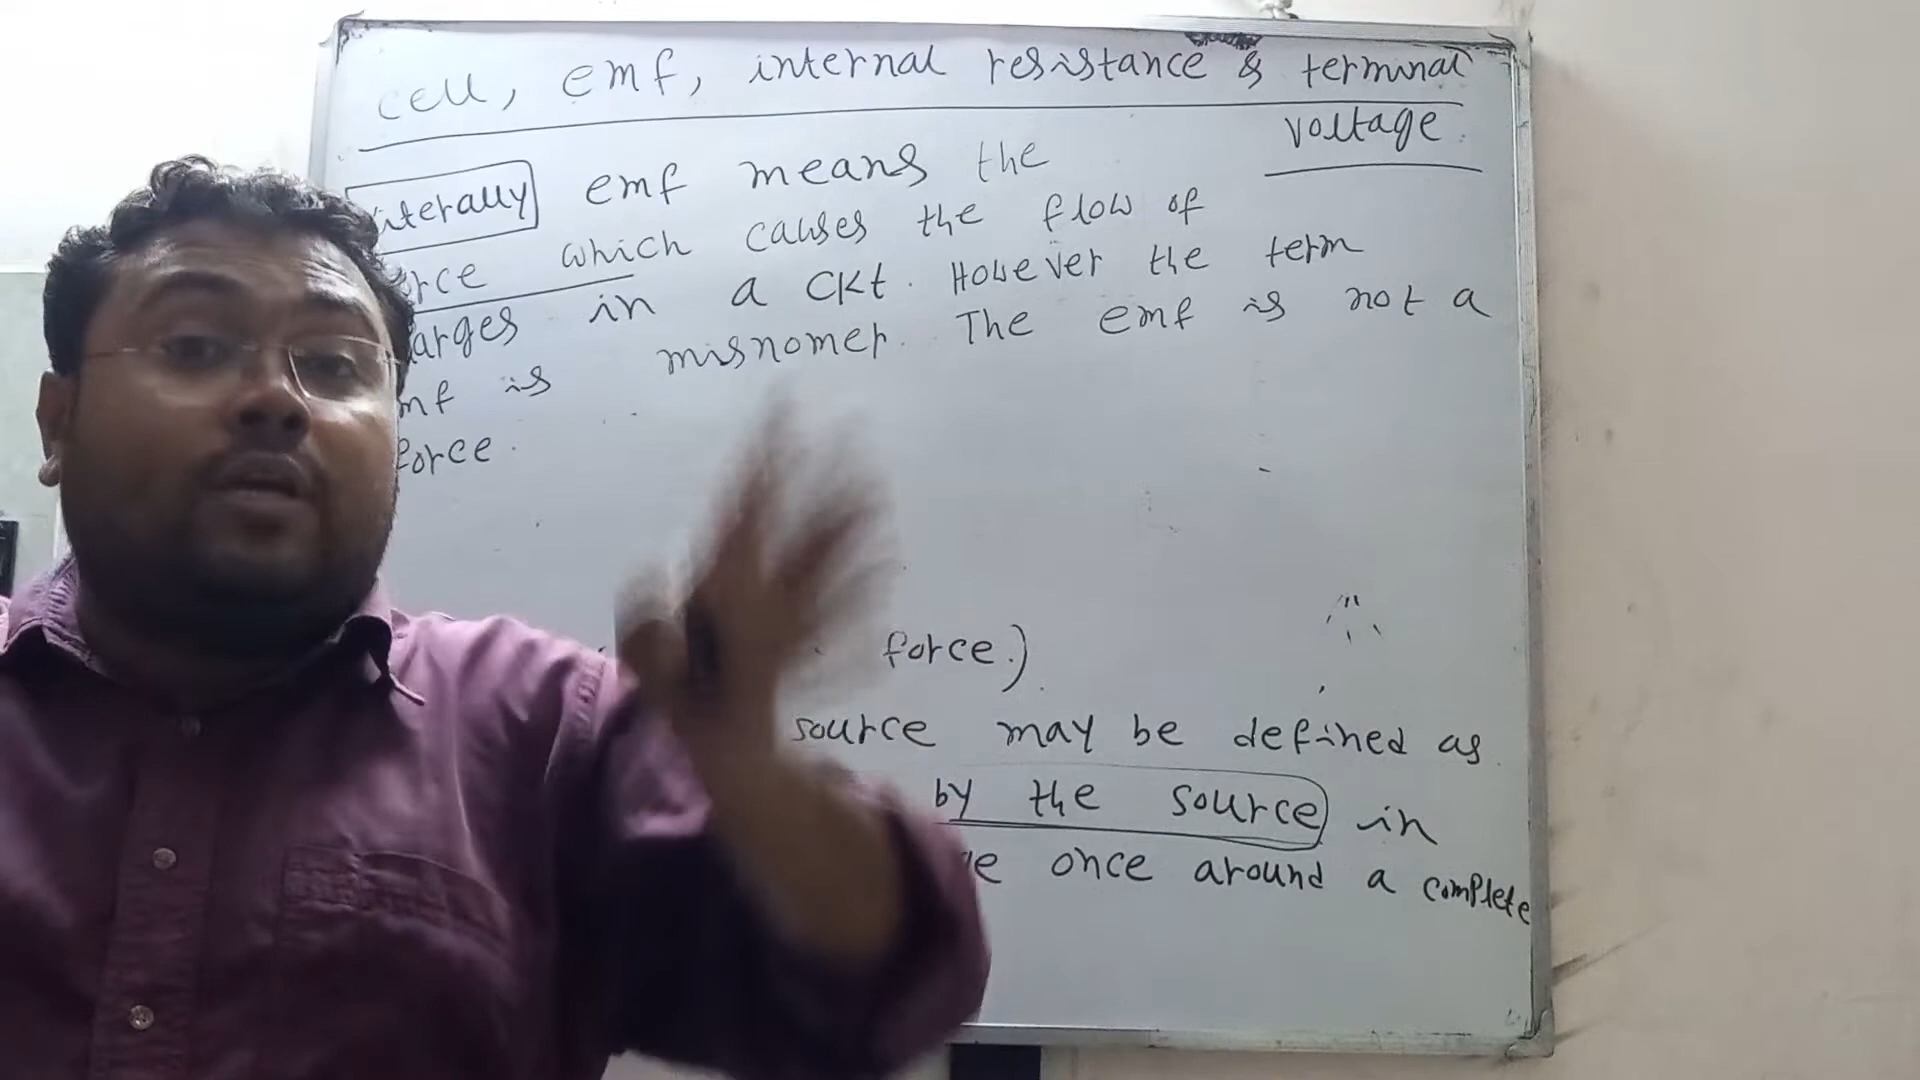 cell, emf, internal resistance & terminal
voltage.
literally emf means the
which causes the flow of
in a ckt. However the term
is misnomer. The emf is not a
force.
force.)
source may be defined as
by the source in
once around a complete